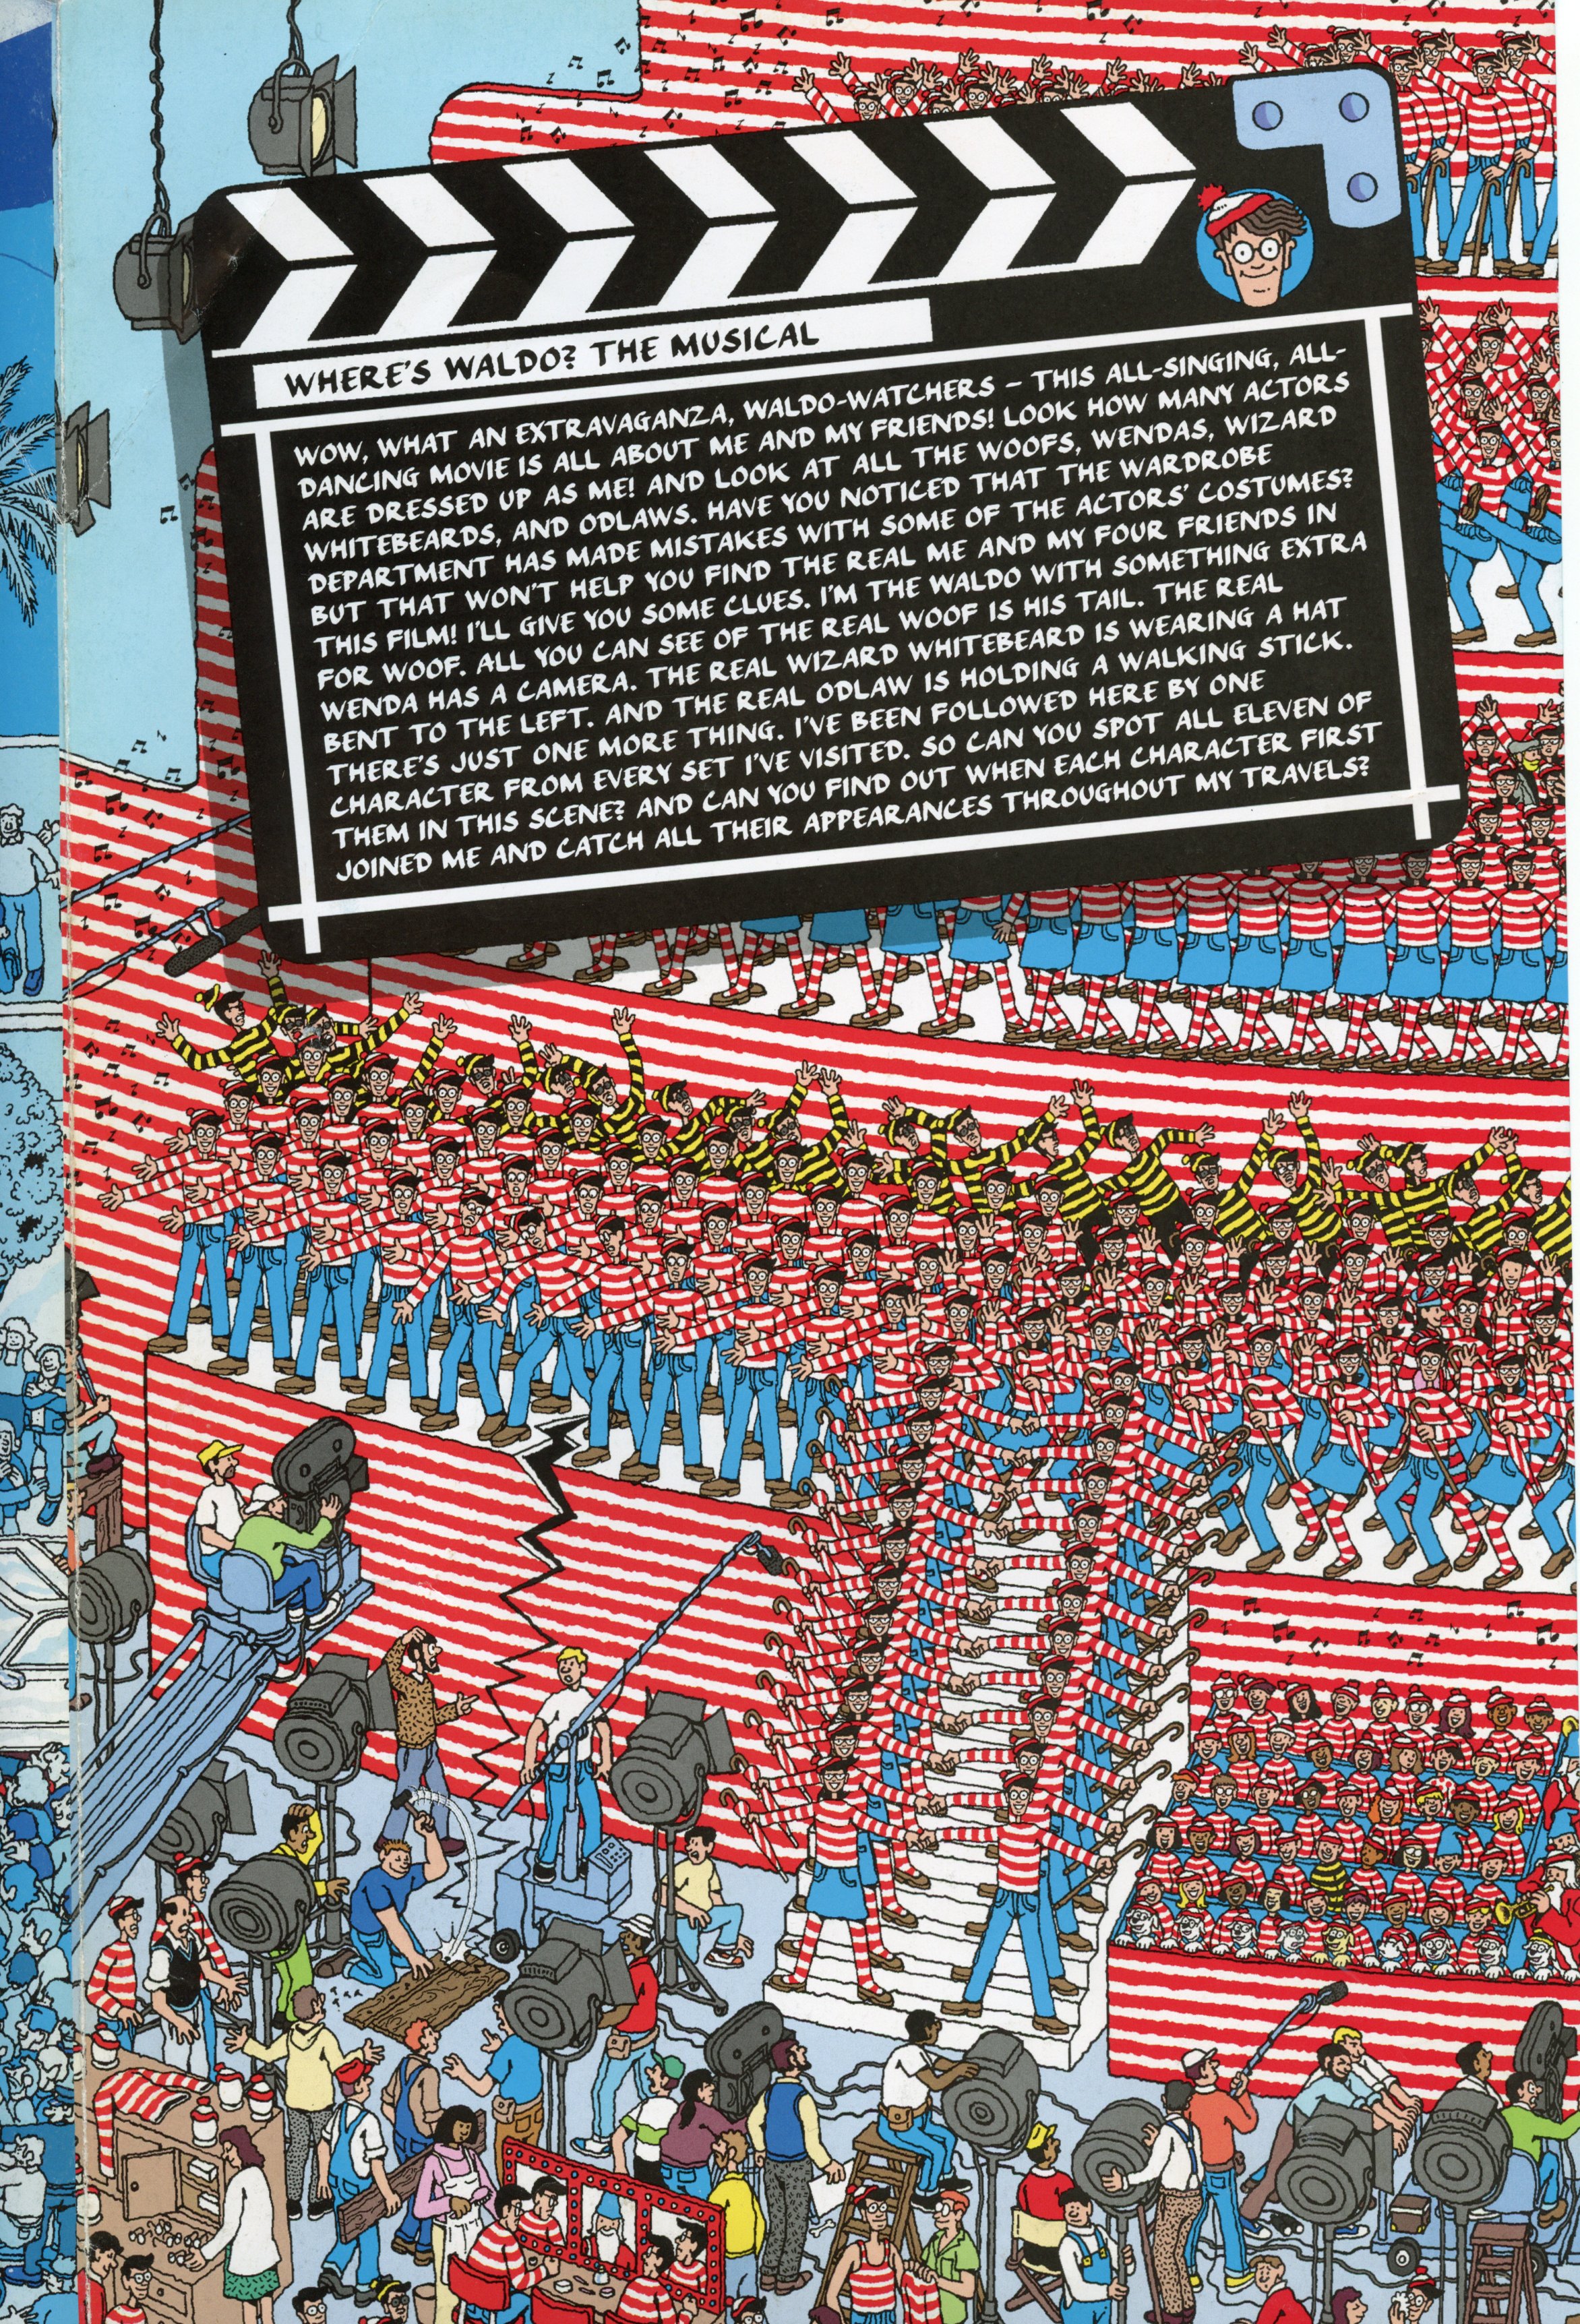 WHERE'S WALDO? THE MUSICAL
WOW, WHAT AN EXTRAVAGANZA, WALDO-WATCHERS – THIS ALL-SINGING, ALL-
DANCING MOVIE IS ALL ABOUT ME AND MY FRIENDS! LOOK HOW MANY ACTORS
ARE DRESSED UP AS ME! AND LOOK AT ALL THE WOOFS, WENDAS, WIZARD
WHITEBEARDS, AND ODLAWS. HAVE YOU NOTICED THAT THE WARDROBE
DEPARTMENT HAS MADE MISTAKES WITH SOME OF THE ACTORS' COSTUMES?
BUT THAT WON'T HELP YOU FIND THE REAL ME AND MY FOUR FRIENDS IN
THIS FILM! I'LL GIVE YOU SOME CLUES. I'M THE WALDO WITH SOMETHING EXTRA
FOR WOOF. ALL YOU CAN SEE OF THE REAL WOOF IS HIS TAIL. THE REAL
WENDA HAS A CAMERA. THE REAL WIZARD WHITEBEARD IS WEARING A HAT
BENT TO THE LEFT. AND THE REAL ODLAW IS HOLDING A WALKING STICK.
THERE'S JUST ONE MORE THING. I'VE BEEN FOLLOWED HERE BY ONE
CHARACTER FROM EVERY SET I'VE VISITED. SO CAN YOU SPOT ALL ELEVEN OF
THEM IN THIS SCENE? AND CAN YOU FIND OUT WHEN EACH CHARACTER FIRST
JOINED ME AND CATCH ALL THEIR APPEARANCES THROUGHOUT MY TRAVELS?